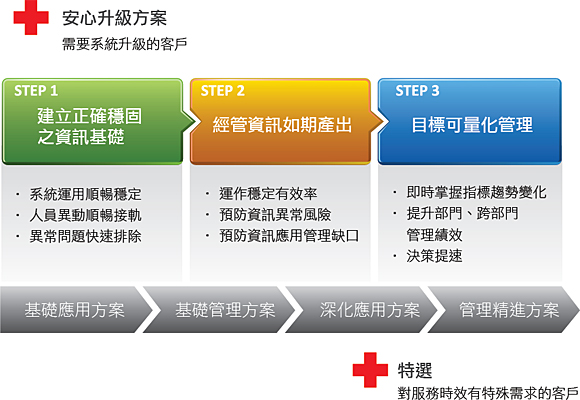 安心升級方案
需要系統升級的客戶
STEP 1
建立正確穩固
之資訊基礎
STEP 2
經管資訊如期產出
STEP 3
目標可量化管理
・ 系統運用順暢穩定
・ 人員異動順暢接軌
・ 異常問題快速排除
・ 運作穩定有效率
・ 預防資訊異常風險
・ 預防資訊應用管理缺口
・ 即時掌握指標趨勢變化
・ 提升部門、跨部門
管理績效
・ 決策提速
基礎應用方案
基礎管理方案
深化應用方案
管理精進方案
特選
對服務時效有特殊需求的客戶